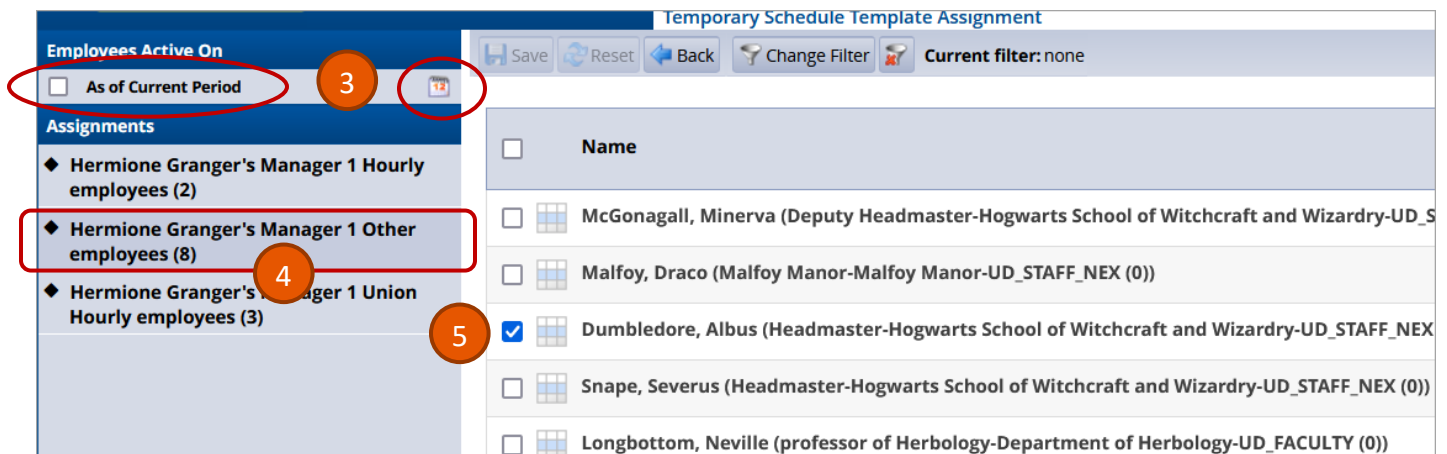 Temporary Schedule Template Assignment
Employees Active On
Save Reset Back Change Filter Current filter: none
As of Current Period
3
12
Assignments
Name
Hermione Granger's Manager 1 Hourly
employees (2)
McGonagall, Minerva (Deputy Headmaster-Hogwarts School of Witchcraft and Wizardry-UD_S
Hermione Granger's Manager 1 Other
employees (8)
4
Malfoy, Draco (Malfoy Manor-Malfoy Manor-UD_STAFF_NEX (0))
Hermione Granger's Manager 1 Union
Hourly employees (3)
5
Dumbledore, Albus (Headmaster-Hogwarts School of Witchcraft and Wizardry-UD_STAFF_NEX
Snape, Severus (Headmaster-Hogwarts School of Witchcraft and Wizardry-UD_STAFF_NEX (0))
Longbottom, Neville (professor of Herbology-Department of Herbology-UD_FACULTY (0))